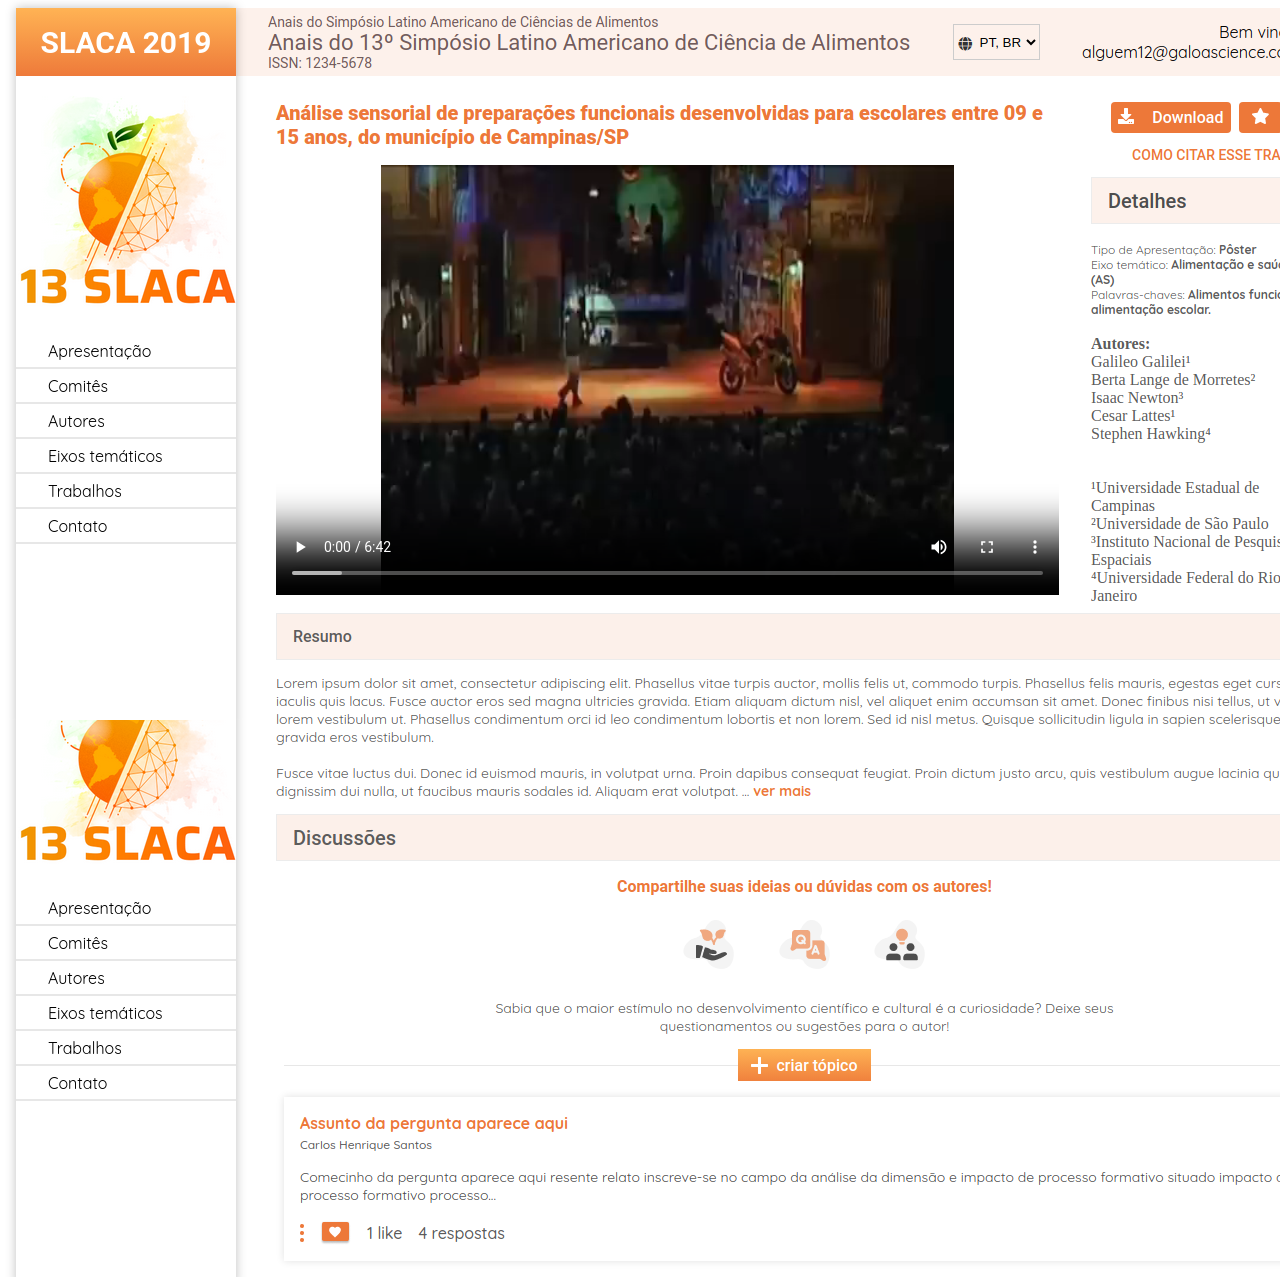 SLACA 2019
Anais do Simpósio Latino Americano de Ciências de Alimentos
Anais do 13º Simpósio Latino Americano de Ciência de Alimentos
ISSN: 1234-5678
PT, BR
Bem vin
alguem12@galoascience.c
13 SLACA
Apresentação
Comitês
Autores
Eixos temáticos
Trabalhos
Contato
13 SLACA
Apresentação
Comitês
Autores
Eixos temáticos
Trabalhos
Contato
Análise sensorial de preparações funcionais desenvolvidas para escolares entre 09 e
15 anos, do município de Campinas/SP
0:00 / 6:42
Download
COMO CITAR ESSE TRA
Detalhes
Tipo de Apresentação: Pôster
Eixo temático: Alimentação e saú
(AS)
Palavras-chaves: Alimentos funci
alimentação escolar.
Autores:
Galileo Galilei¹
Berta Lange de Morretes²
Isaac Newton³
Cesar Lattes¹
Stephen Hawking⁴
¹Universidade Estadual de
Campinas
²Universidade de São Paulo
³Instituto Nacional de Pesquis
Espaciais
⁴Universidade Federal do Rio
Janeiro
Resumo
Lorem ipsum dolor sit amet, consectetur adipiscing elit. Phasellus vitae turpis auctor, mollis felis ut, commodo turpis. Phasellus felis mauris, egestas eget curs
iaculis quis lacus. Fusce auctor eros sed magna ultricies gravida. Etiam aliquam dictum nisl, vel aliquet enim accumsan sit amet. Donec finibus nisi tellus, ut v
lorem vestibulum ut. Phasellus condimentum orci id leo condimentum lobortis et non lorem. Sed id nisl metus. Quisque sollicitudin ligula in sapien scelerisque
gravida eros vestibulum.
Fusce vitae luctus dui. Donec id euismod mauris, in volutpat urna. Proin dapibus consequat feugiat. Proin dictum justo arcu, quis vestibulum augue lacinia qu
dignissim dui nulla, ut faucibus mauris sodales id. Aliquam erat volutpat. ... ver mais
Discussões
Compartilhe suas ideias ou dúvidas com os autores!
Q A
Sabia que o maior estímulo no desenvolvimento científico e cultural é a curiosidade? Deixe seus
questionamentos ou sugestões para o autor!
criar tópico
Assunto da pergunta aparece aqui
Carlos Henrique Santos
Comecinho da pergunta aparece aqui resente relato inscreve-se no campo da análise da dimensão e impacto de processo formativo situado impacto
processo formativo processo...
1 like 4 respostas